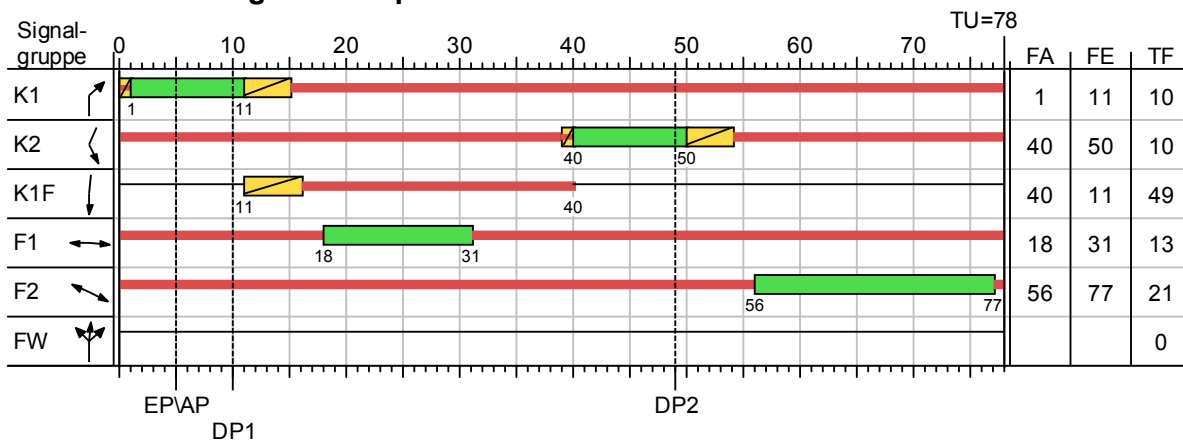 TU=78
Signal-
gruppe 0 10 20 30 40 50 60 70 FA FE TF
K1 1 11 1 11 10
K2 40 50 40 50 10
K1F 11 40 40 11 49
F1 18 31 18 31 13
F2 56 77 56 77 21
FW 0
EP\AP DP2
DP1